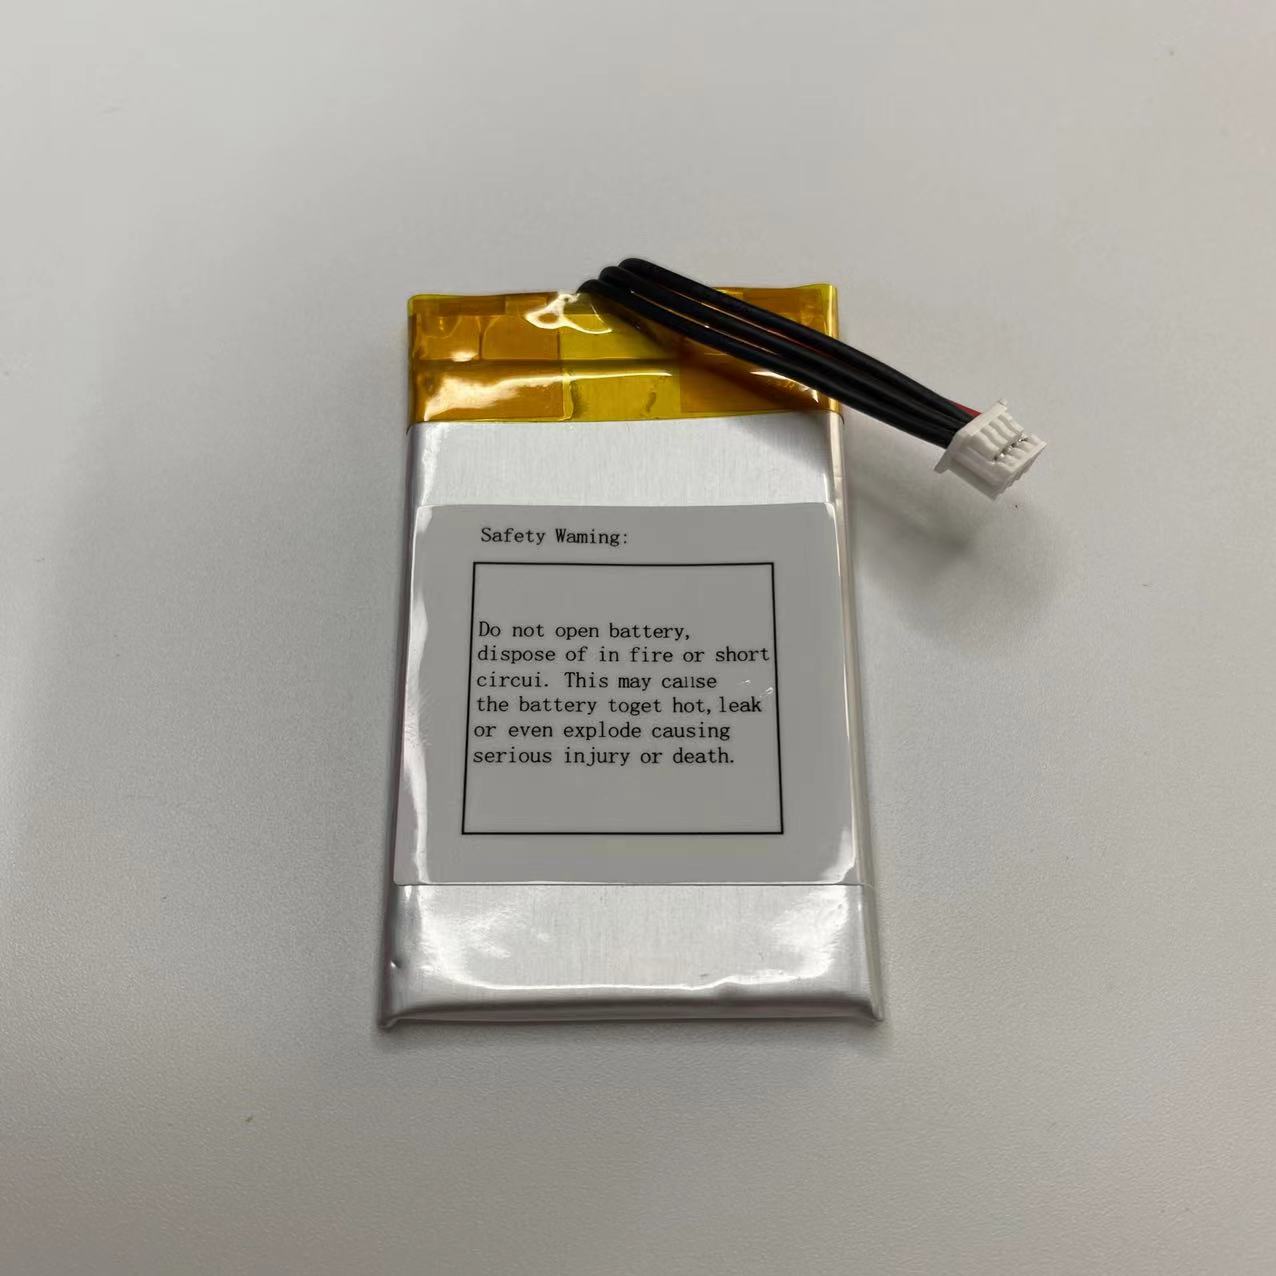 Safety Waming:
Do not open battery,
dispose of in fire or short
circui. This may cause
the battery toget hot, leak
or even explode causing
serious injury or death.